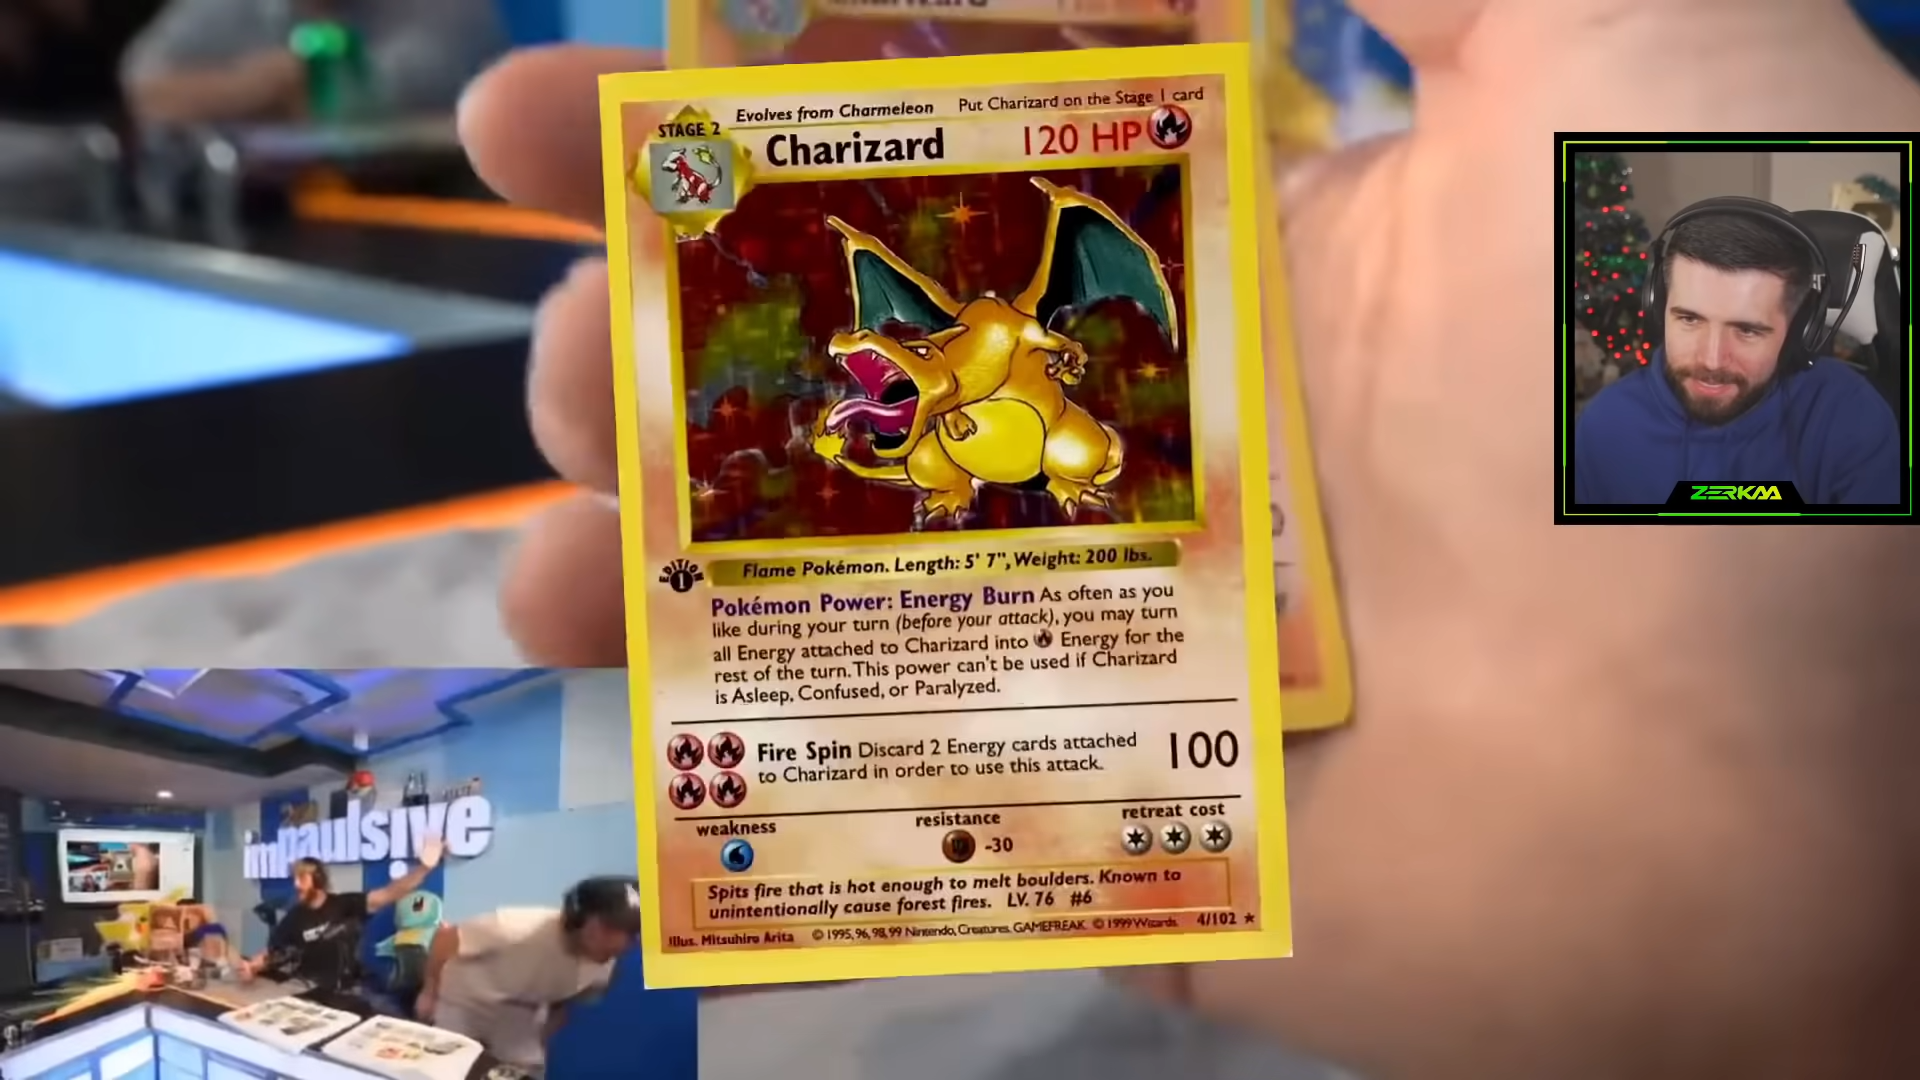 Evolves from Charmeleon Put Charizard on the Stage 1 card
STAGE 2
Charizard 120 HP
EDITION
1
Flame Pokémon. Length: 5' 7", Weight: 200 lbs.
Pokémon Power: Energy Burn As often as you
like during your turn (before your attack), you may turn
all Energy attached to Charizard into Energy for the
rest of the turn. This power can't be used if Charizard
is Asleep, Confused, or Paralyzed.
Fire Spin Discard 2 Energy cards attached
to Charizard in order to use this attack.
100
weakness resistance retreat cost
-30
Spits fire that is hot enough to melt boulders. Known to
unintentionally cause forest fires. LV. 76 #6
Illus. Mitsuhiro Arita © 1995, 96, 98, 99 Nintendo, Creatures, GAMEFREAK. © 1999 Wizards. 4/102 ★
ZERKAA
impaulsive